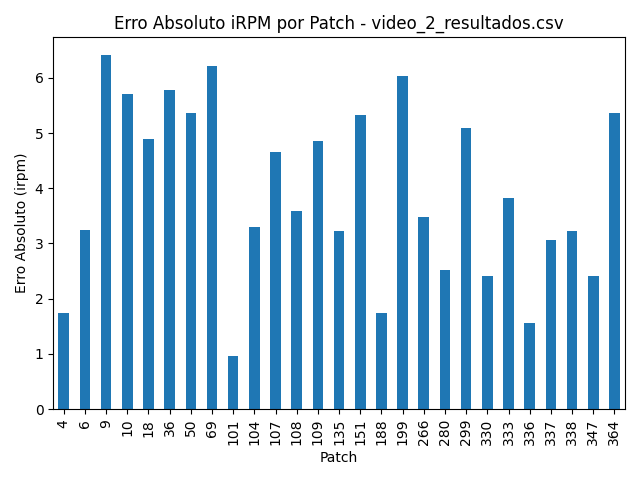 Erro Absoluto iRPM por Patch - video_2_resultados.csv
Erro Absoluto (irpm)
6
5
4
3
2
1
0
4 6 9 10 18 36 50 69 101 104 107 108 109 135 151 188 199 266 280 299 330 333 336 337 338 347 364
Patch